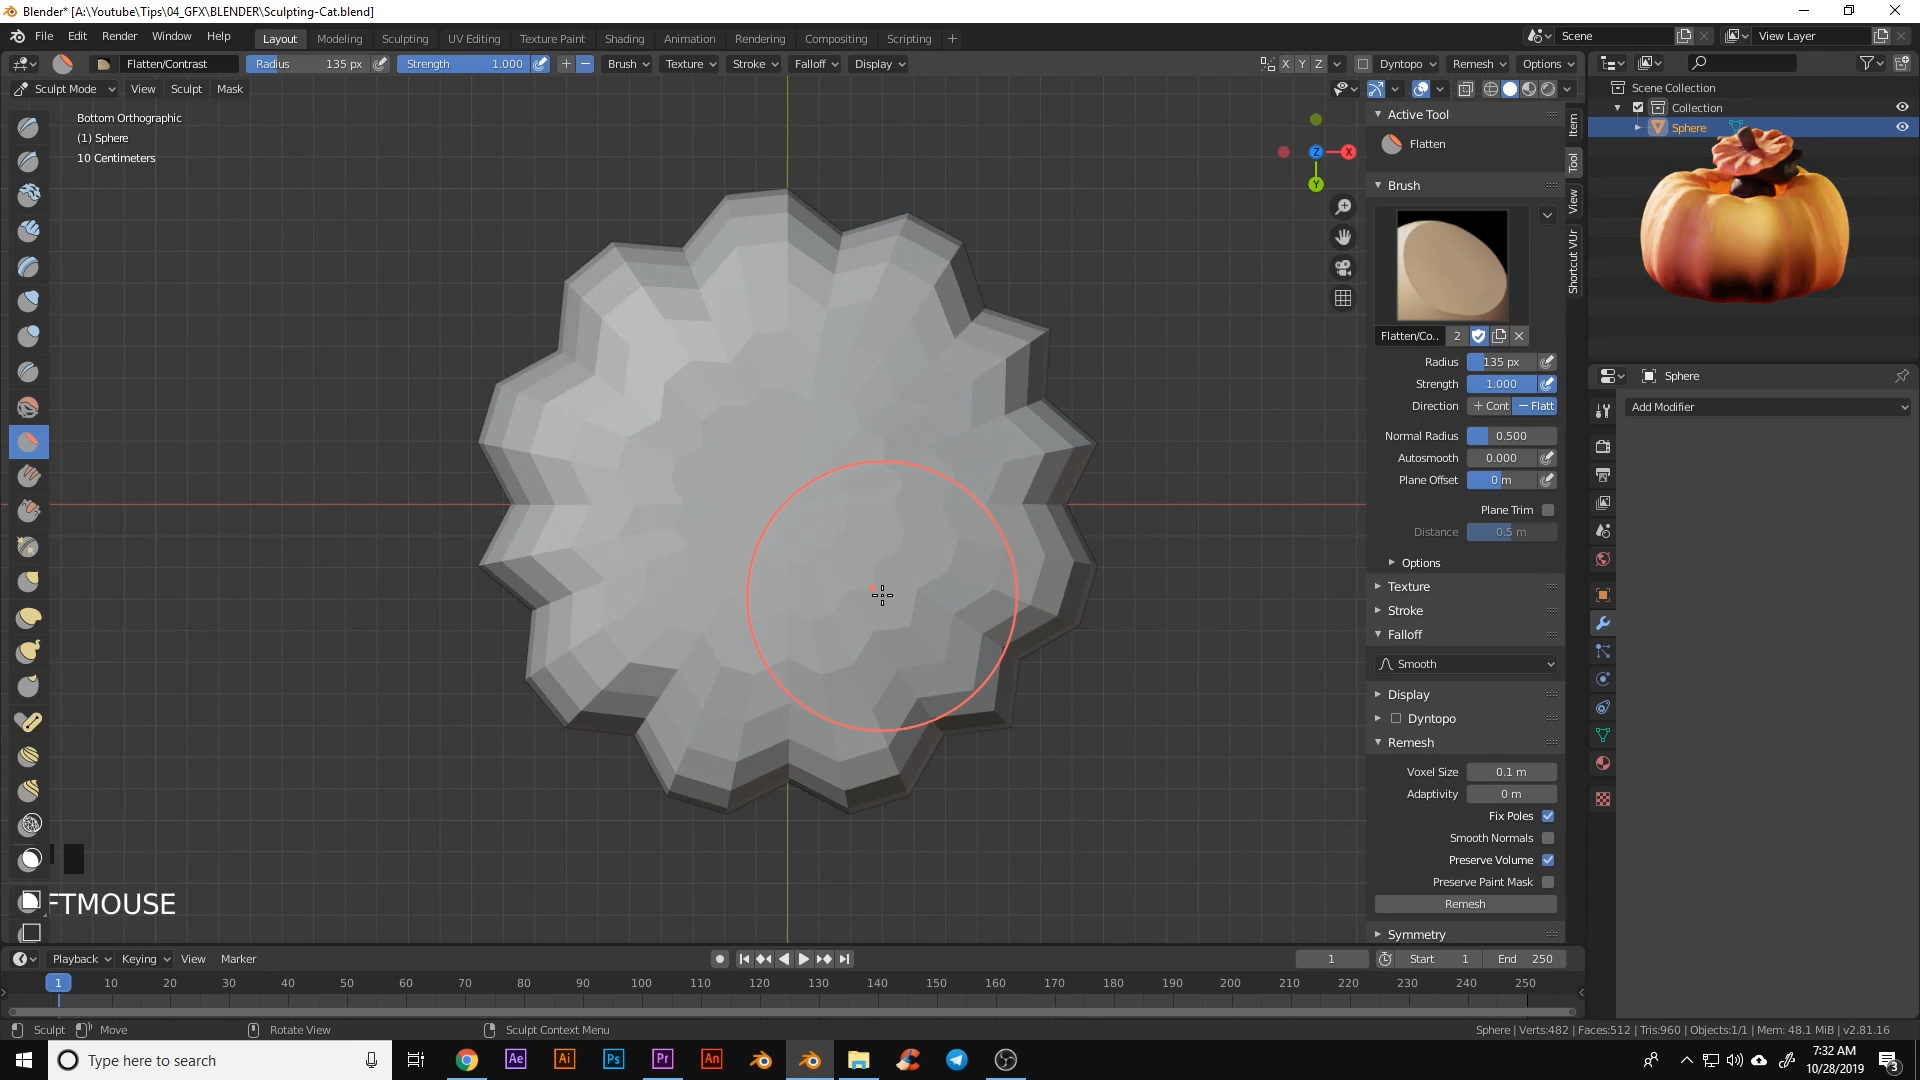 Blender* [A:\Youtube\Tips\04_GFX\BLENDER\Sculpting-Cat.blend]
File Edit Render Window Help Layout Modeling Sculpting UV Editing Texture Paint Shading Animation Rendering Compositing Scripting + Scene View Layer
Flatten/Contrast Radius 135 px Strength 1.000 + − Brush Texture Stroke Falloff Display X Y Z Dyntopo Remesh Options
Sculpt Mode View Sculpt Mask
Scene Collection
Collection
Sphere
Bottom Orthographic
(1) Sphere
10 Centimeters
X
Z
Y
Item
Tool
View
Shortcut VUr
Active Tool
Flatten
Brush
Flatten/Co.. 2
Radius 135 px
Strength 1.000
Direction + Cont − Flatt
Normal Radius 0.500
Autosmooth 0.000
Plane Offset 0 m
Plane Trim
Distance 0.5 m
Options
Texture
Stroke
Falloff
Smooth
Display
Dyntopo
Remesh
Voxel Size 0.1 m
Adaptivity 0 m
Fix Poles
Smooth Normals
Preserve Volume
Preserve Paint Mask
Remesh
Symmetry
Sphere
Add Modifier
FTMOUSE
Playback Keying View Marker 1 Start 1 End 250
1 10 20 30 40 50 60 70 80 90 100 110 120 130 140 150 160 170 180 190 200 210 220 230 240 250
Sculpt Move Rotate View Sculpt Context Menu Sphere | Verts:482 | Faces:512 | Tris:960 | Objects:1/1 | Mem: 48.1 MiB | v2.81.16
Type here to search Ae Ai Ps Pr An 7:32 AM
10/28/2019 3